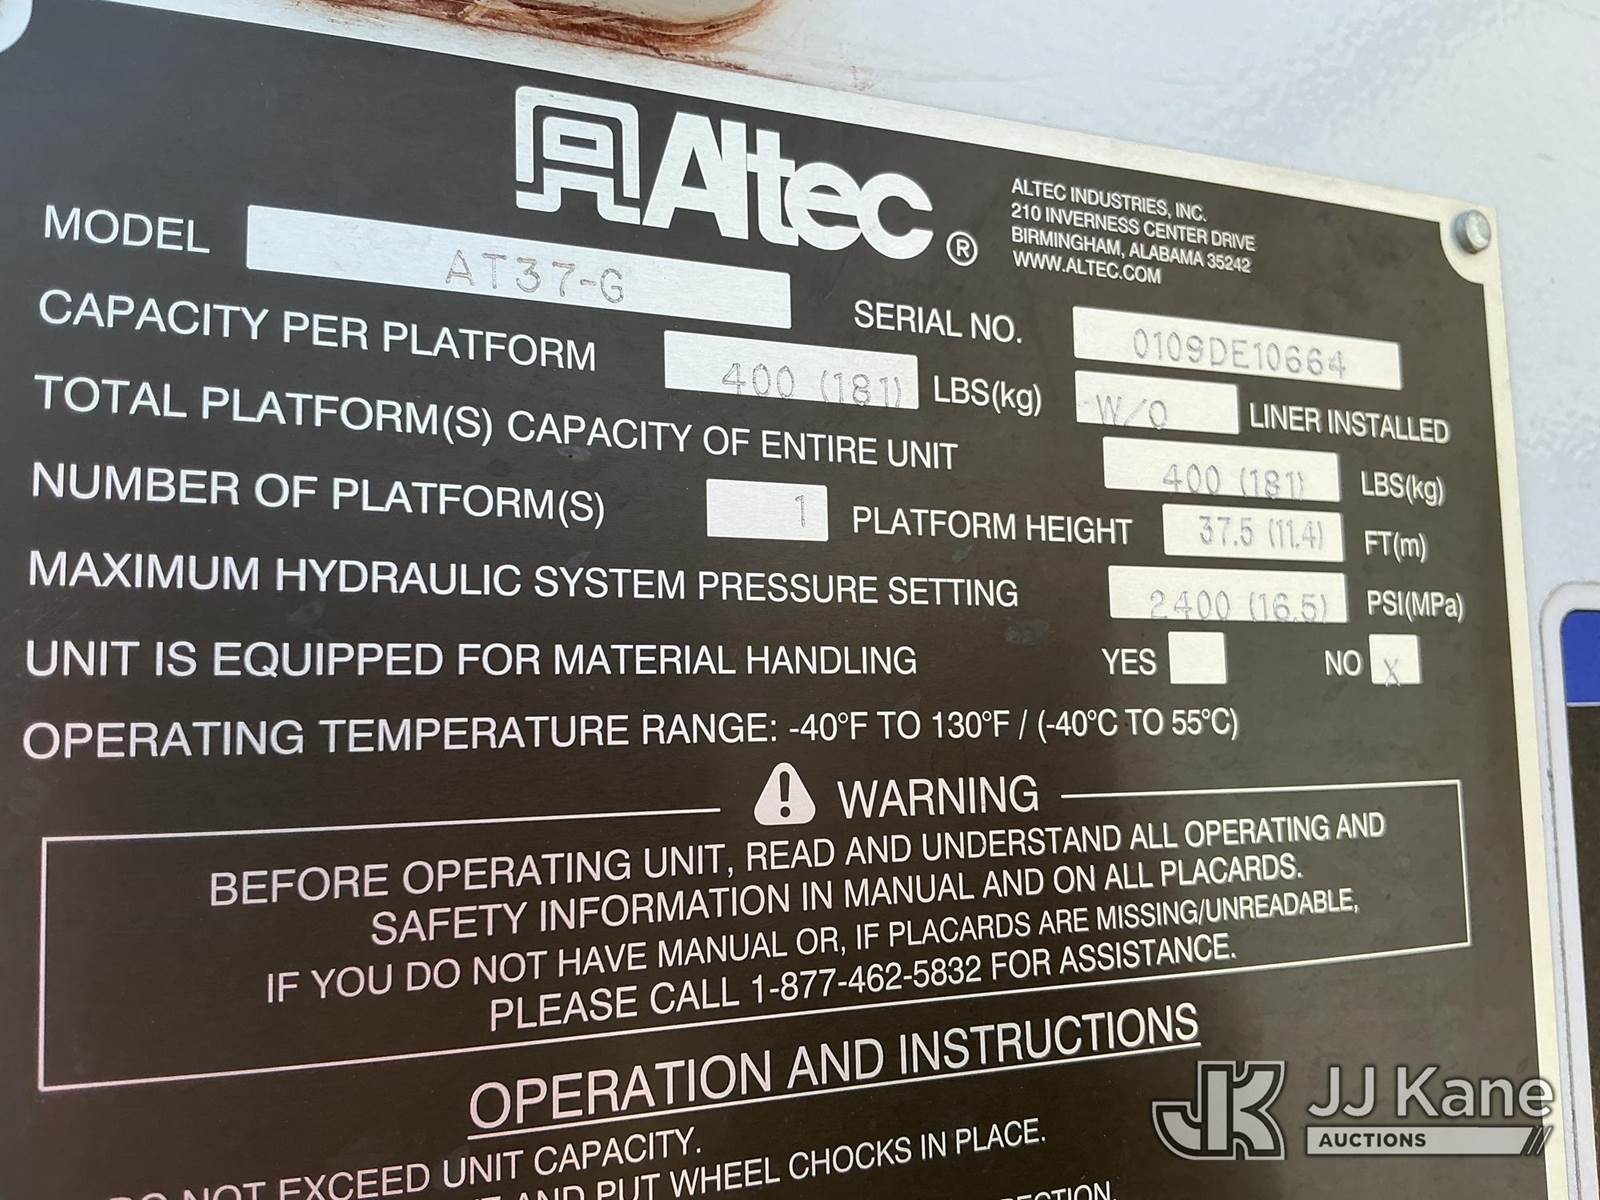 Altec ®
ALTEC INDUSTRIES, INC.
210 INVERNESS CENTER DRIVE
BIRMINGHAM, ALABAMA 35242
WWW.ALTEC.COM
MODEL AT37-G
SERIAL NO. 0109DE10664
CAPACITY PER PLATFORM 400 (181) LBS(kg) W/O LINER INSTALLED
TOTAL PLATFORM(S) CAPACITY OF ENTIRE UNIT 400 (181) LBS(kg)
NUMBER OF PLATFORM(S) 1 PLATFORM HEIGHT 37.5 (11.4) FT(m)
MAXIMUM HYDRAULIC SYSTEM PRESSURE SETTING 2400 (16.5) PSI(MPa)
UNIT IS EQUIPPED FOR MATERIAL HANDLING YES NO X
OPERATING TEMPERATURE RANGE: -40°F TO 130°F / (-40°C TO 55°C)
WARNING
BEFORE OPERATING UNIT, READ AND UNDERSTAND ALL OPERATING AND
SAFETY INFORMATION IN MANUAL AND ON ALL PLACARDS.
IF YOU DO NOT HAVE MANUAL OR, IF PLACARDS ARE MISSING/UNREADABLE,
PLEASE CALL 1-877-462-5832 FOR ASSISTANCE.
OPERATION AND INSTRUCTIONS
DO NOT EXCEED UNIT CAPACITY.
AND PUT WHEEL CHOCKS IN PLACE.
JJ Kane
AUCTIONS